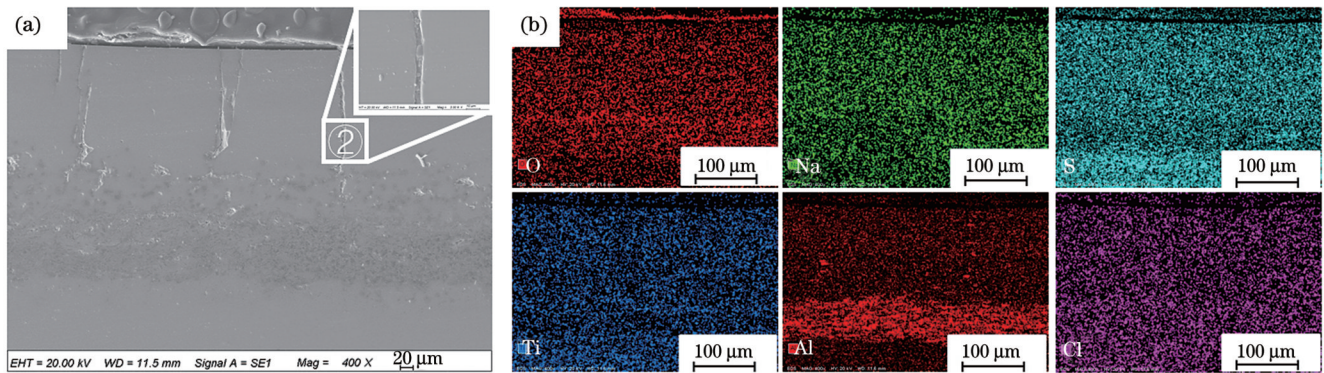 (a)
②
EHT = 20.00 kV WD = 11.5 mm Signal A = SE1 Mag = 400 X 20 μm
(b)
O
100 μm
Na
100 μm
S
100 μm
Ti
100 μm
Al
100 μm
Cl
100 μm